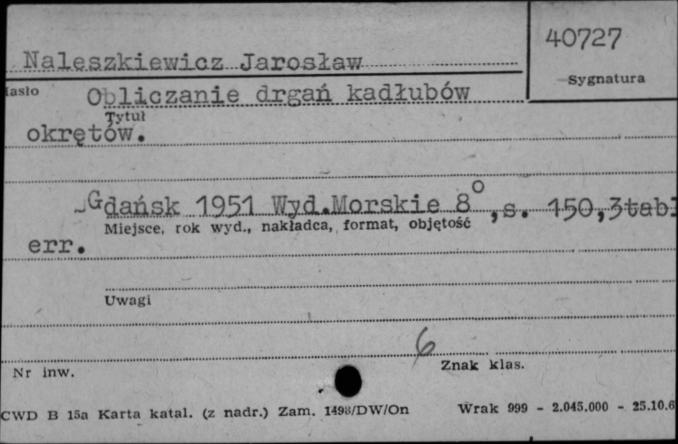 40727
Naleszkiewicz Jarosław
Sygnatura
Hasło
Obliczanie drgań kadłubów
Tytuł
okrętów.
Gdańsk 1951 Wyd.Morskie 8°, s. 150,3tabl
Miejsce, rok wyd., nakładca, format, objętość
err.
Uwagi
6
Nr inw.
Znak klas.
CWD B 15a Karta katal. (z nadr.) Zam. 1498/DW/On Wrak 999 - 2.045.000 - 25.10.6